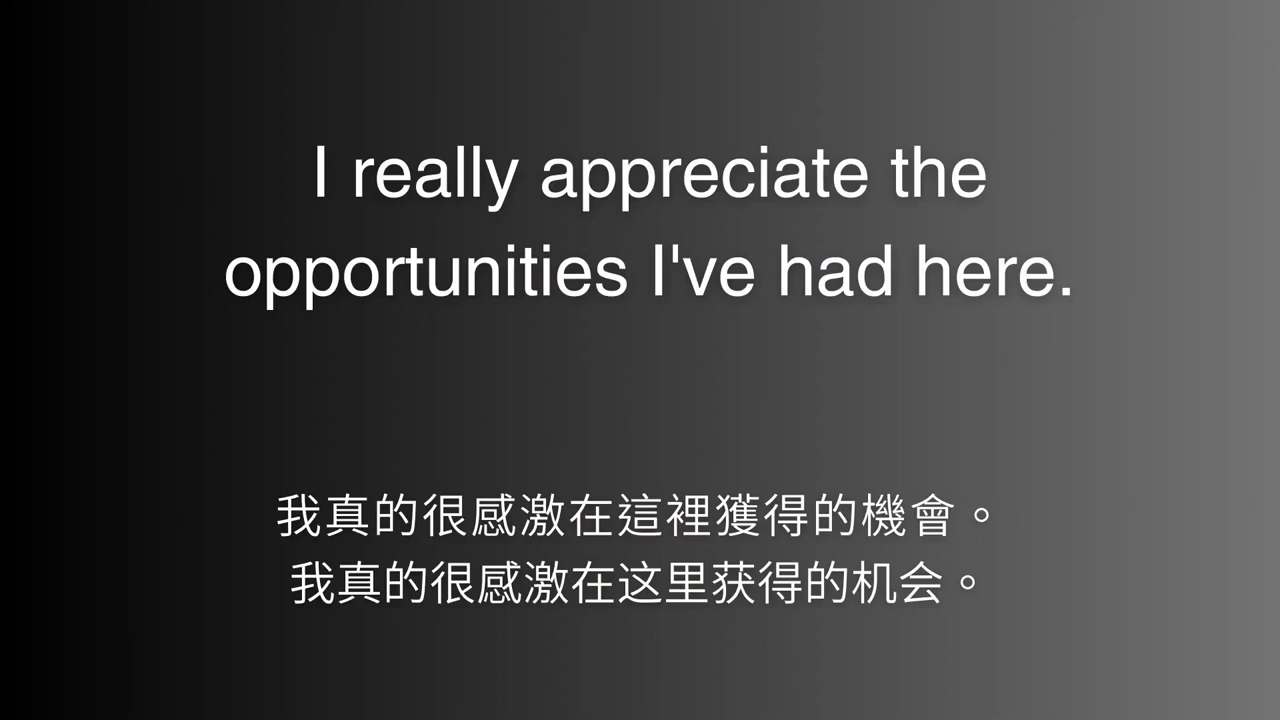 I really appreciate the
opportunities I've had here.
我真的很感激在這裡獲得的機會。
我真的很感激在这里获得的机会。